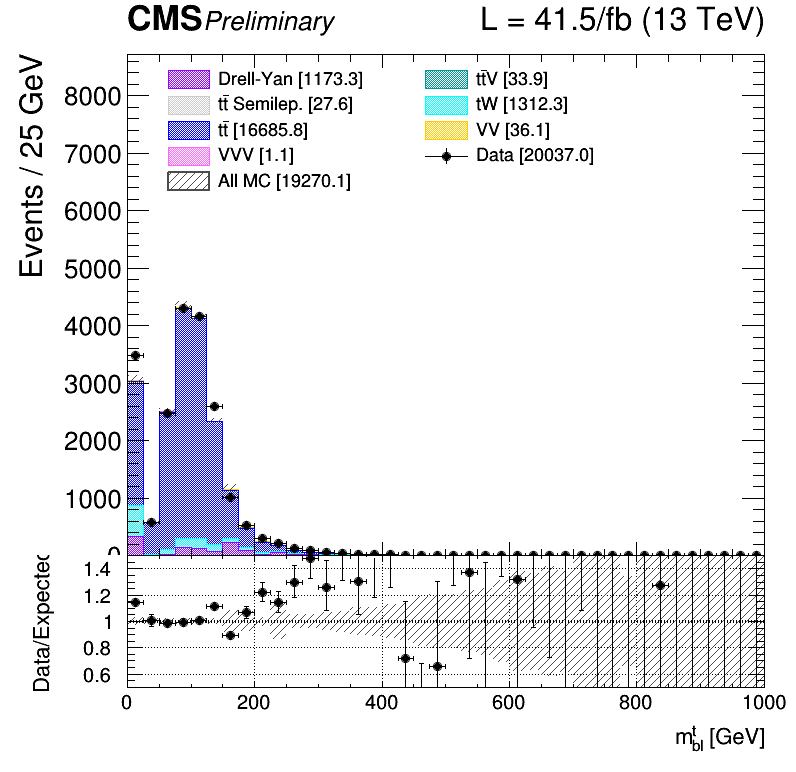 CMS Preliminary L = 41.5/fb (13 TeV)
Events / 25 GeV
8000
7000
6000
5000
4000
3000
2000
1000
0
Drell-Yan [1173.3]
tt̄ Semilep. [27.6]
tt̄ [16685.8]
VVV [1.1]
All MC [19270.1]
tt̄V [33.9]
tW [1312.3]
VV [36.1]
Data [20037.0]
Data/Expected
1.4
1.2
1
0.8
0.6
0 200 400 600 800 1000
m^t_bl [GeV]